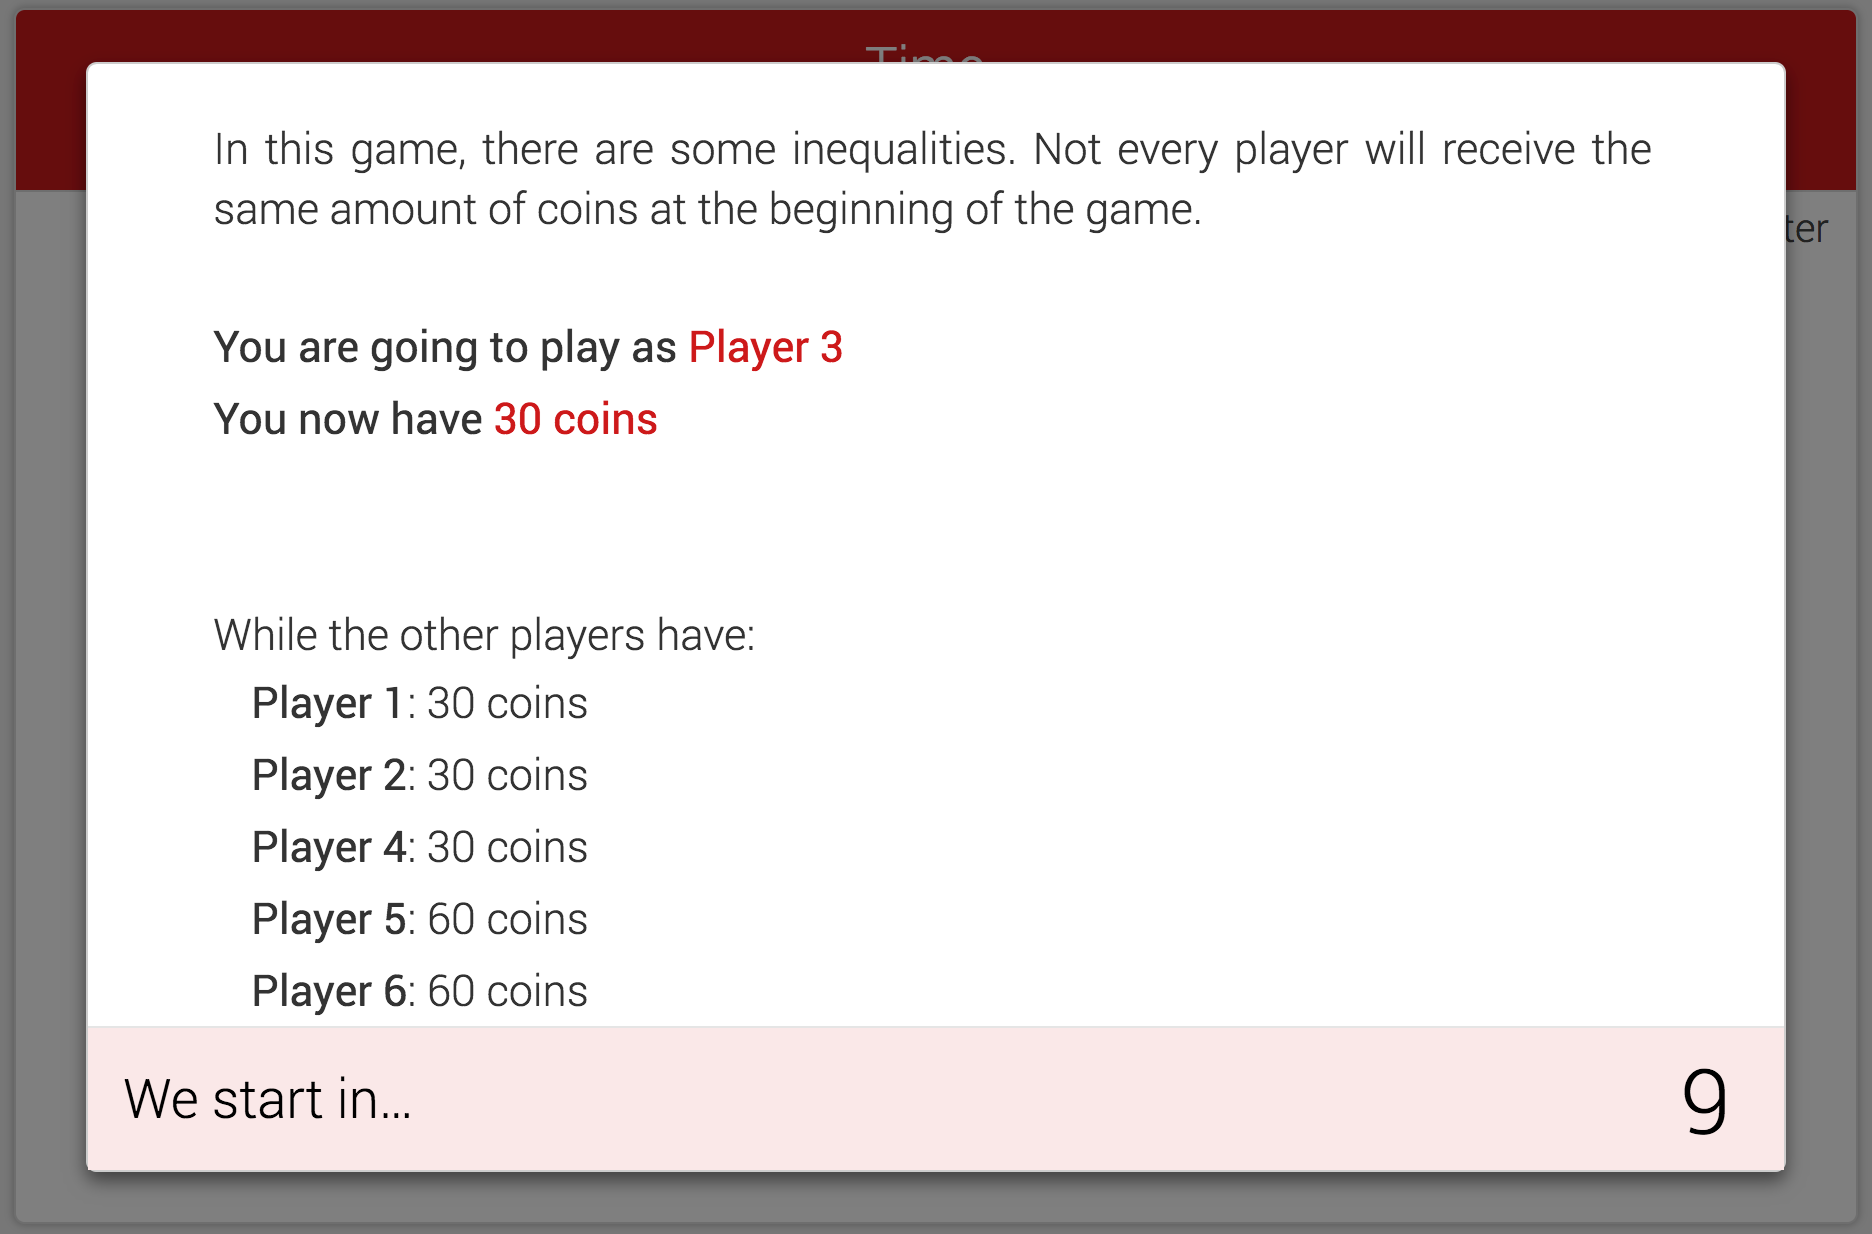 Time
In this game, there are some inequalities. Not every player will receive the
same amount of coins at the beginning of the game.
You are going to play as Player 3
You now have 30 coins
While the other players have:
Player 1: 30 coins
Player 2: 30 coins
Player 4: 30 coins
Player 5: 60 coins
Player 6: 60 coins
We start in...
9